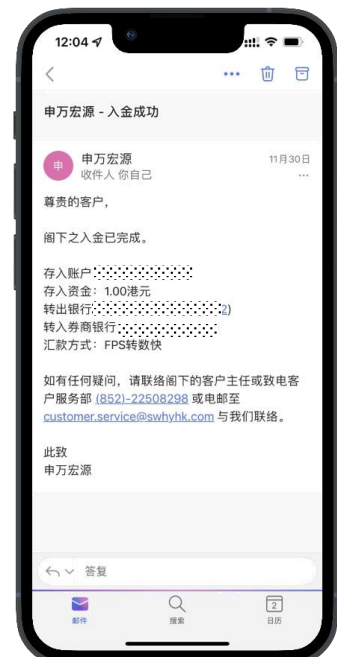 12:04
申万宏源 - 入金成功
申
申万宏源
11月30日
收件人 你自己
尊贵的客户，
阁下之入金已完成。
存入账户
存入资金：1.00港元
转出银行 2)
转入券商银行
汇款方式：FPS转数快
如有任何疑问，请联络阁下的客户主任或致电客
户服务部 (852)-22508298 或电邮至
customer.service@swhyhk.com 与我们联络。
此致
申万宏源
答复
邮件
搜索
2
日历